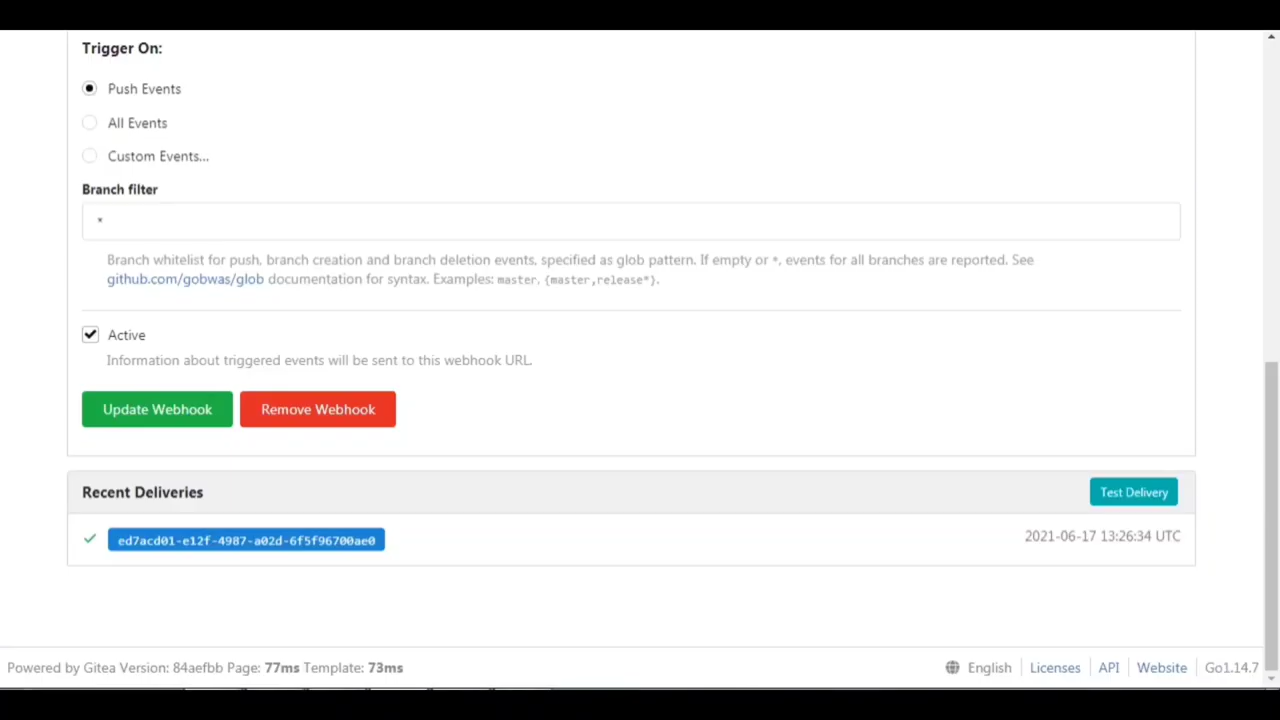 Trigger On:
Push Events
All Events
Custom Events...
Branch filter
*
Branch whitelist for push, branch creation and branch deletion events, specified as glob pattern. If empty or *, events for all branches are reported. See
github.com/gobwas/glob documentation for syntax. Examples: master, {master,release*}.
Active
Information about triggered events will be sent to this webhook URL.
Update Webhook Remove Webhook
Recent Deliveries Test Delivery
ed7acd01-e12f-4987-a02d-6f5f96700ae0 2021-06-17 13:26:34 UTC
Powered by Gitea Version: 84aefbb Page: 77ms Template: 73ms English Licenses API Website Go1.14.7